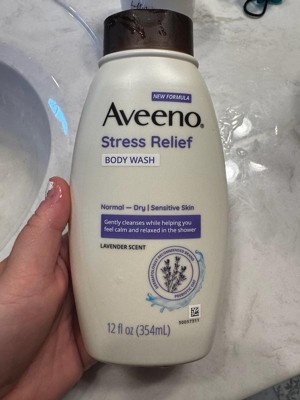 NEW FORMULA
Aveeno®
Stress Relief
BODY WASH
Normal — Dry | Sensitive Skin
Gently cleanses while helping you
feel calm and relaxed in the shower
LAVENDER SCENT
12 fl oz (354mL)